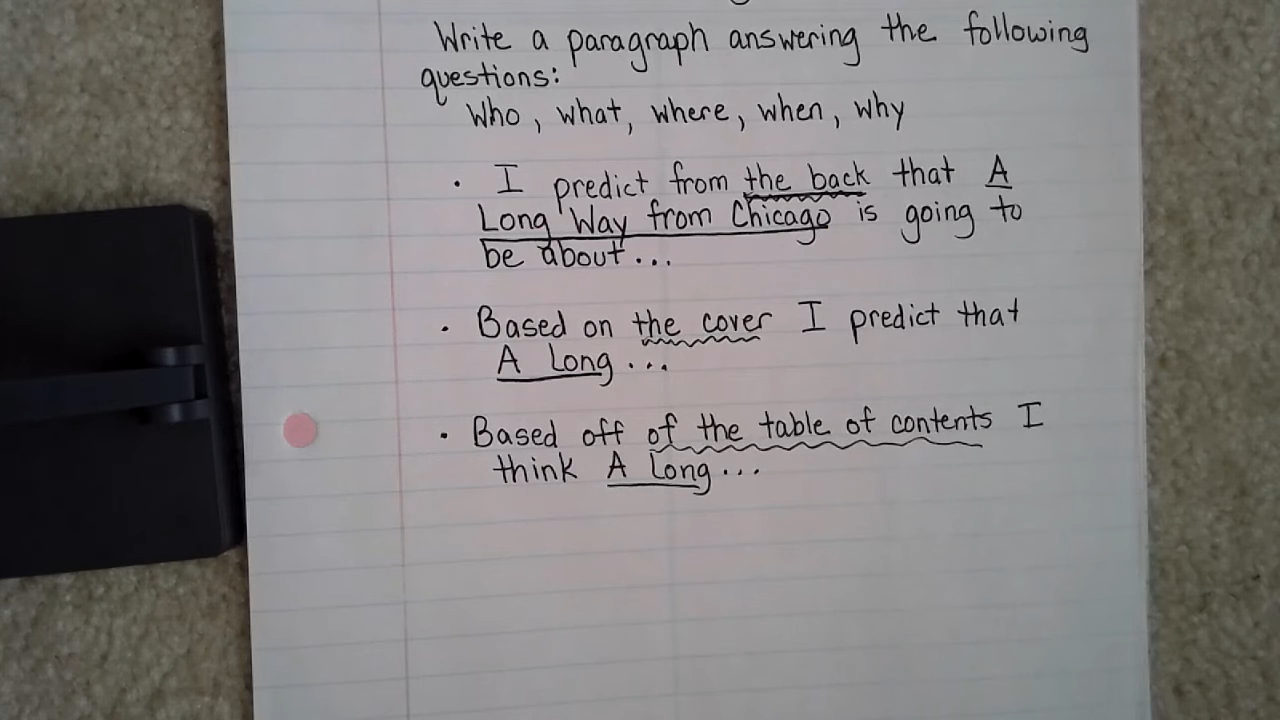 Write a paragraph answering the following
questions:
Who, what, where, when, why
· I predict from the back that A
Long Way from Chicago is going to
be about...
· Based on the cover I predict that
A Long...
· Based off of the table of contents I
think A Long...